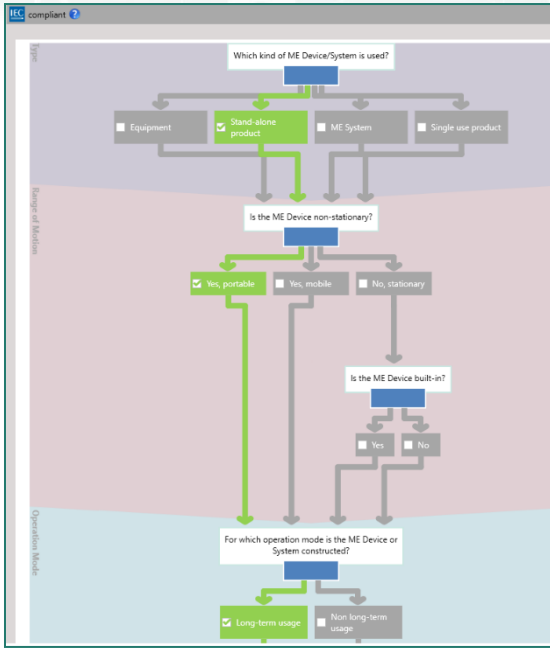 IEC compliant ?
Type
Which kind of ME Device/System is used?
Equipment
Stand-alone
product
ME System
Single use product
Range of Motion
Is the ME Device non-stationary?
Yes, portable
Yes, mobile
No, stationary
Is the ME Device built-in?
Yes
No
Operation Mode
For which operation mode is the ME Device or
System constructed?
Long-term usage
Non long-term
usage